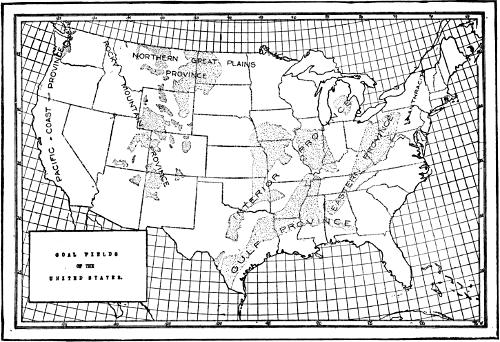 NORTHERN GREAT PLAINS
PROVINCE
PACIFIC COAST PROVINCE
ROCKY MOUNTAIN
PROVINCE
INTERIOR PRO
EASTERN PROVINCE
ANTHRACITE
GULF PROVINCE
COAL FIELDS
OF THE
UNITED STATES.